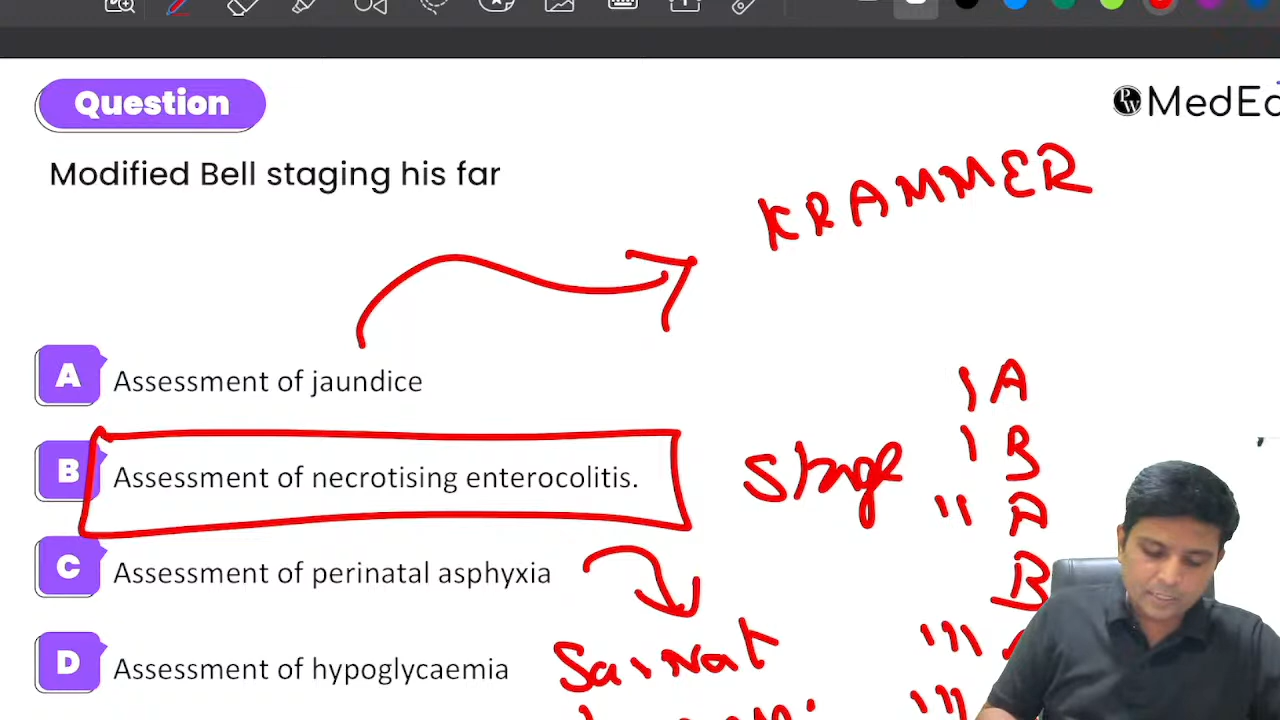 Question
MedEd
Modified Bell staging his far
KRAMMER
A Assessment of jaundice
B Assessment of necrotising enterocolitis.
C Assessment of perinatal asphyxia
D Assessment of hypoglycaemia
Stage
I A
I B
II A
B
III
III
SarNat